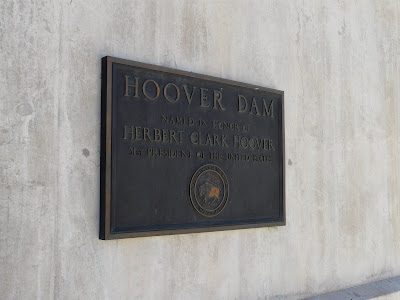 HOOVER DAM
NAMED IN HONOR OF
HERBERT CLARK HOOVER
31ST PRESIDENT OF THE UNITED STATES